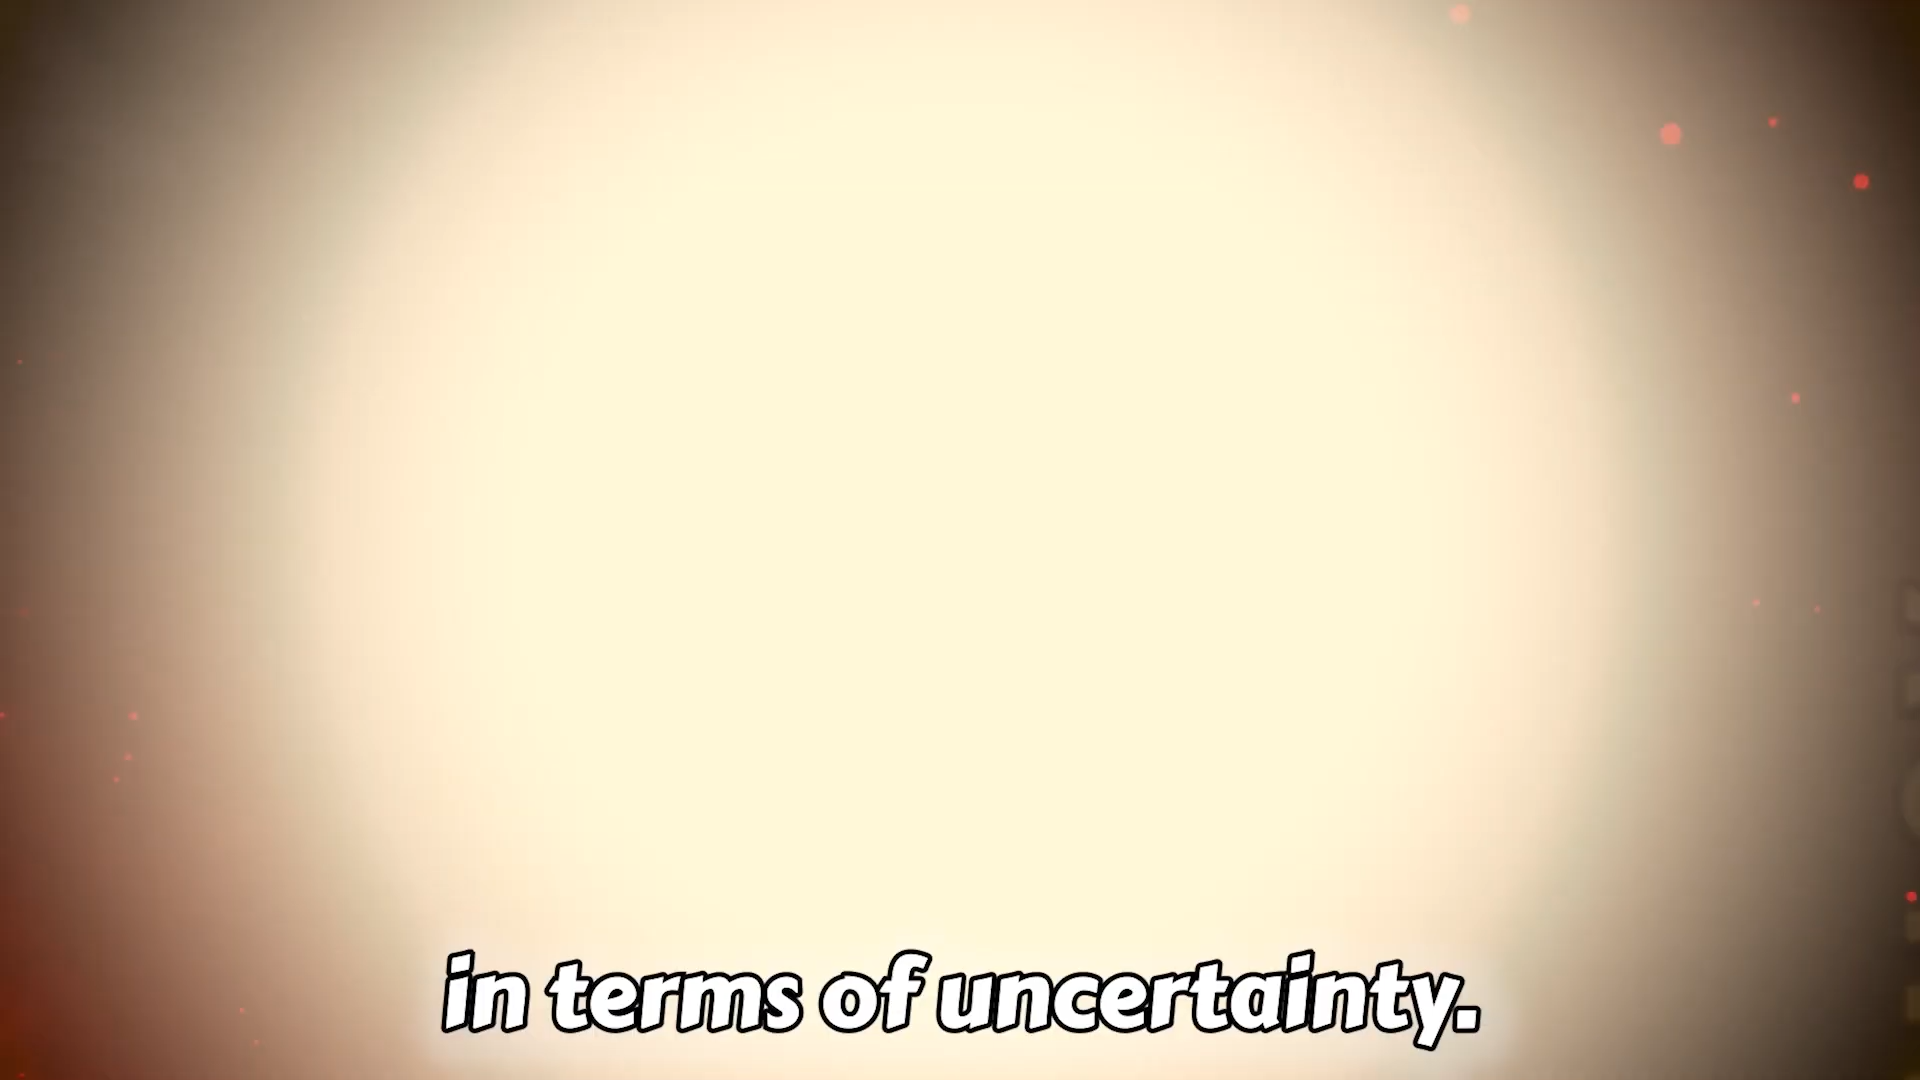 in terms of uncertainty.